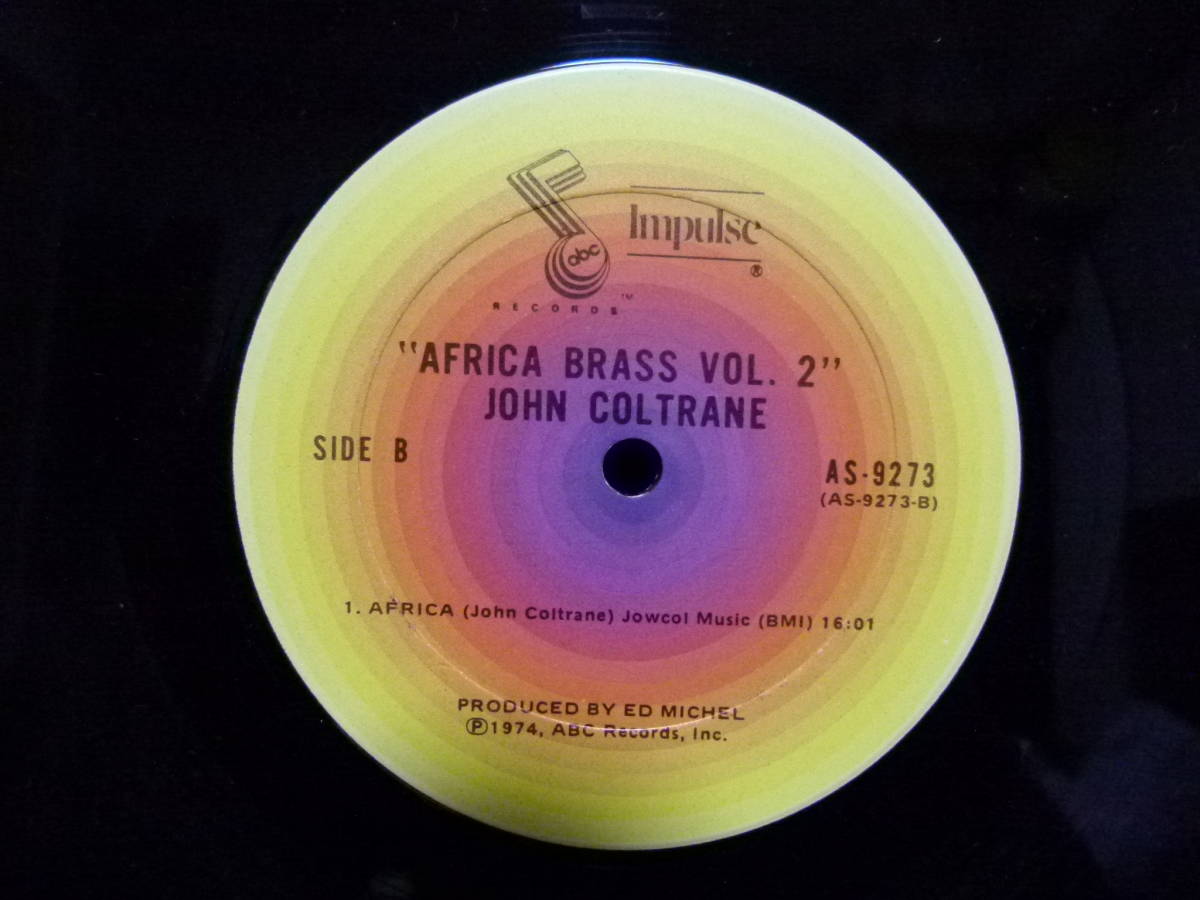 abc
RECORDS™
Impulse
®
"AFRICA BRASS VOL. 2"
JOHN COLTRANE
SIDE B
AS-9273
(AS-9273-B)
1. AFRICA (John Coltrane) Jowcol Music (BMI) 16:01
PRODUCED BY ED MICHEL
℗1974, ABC Records, Inc.